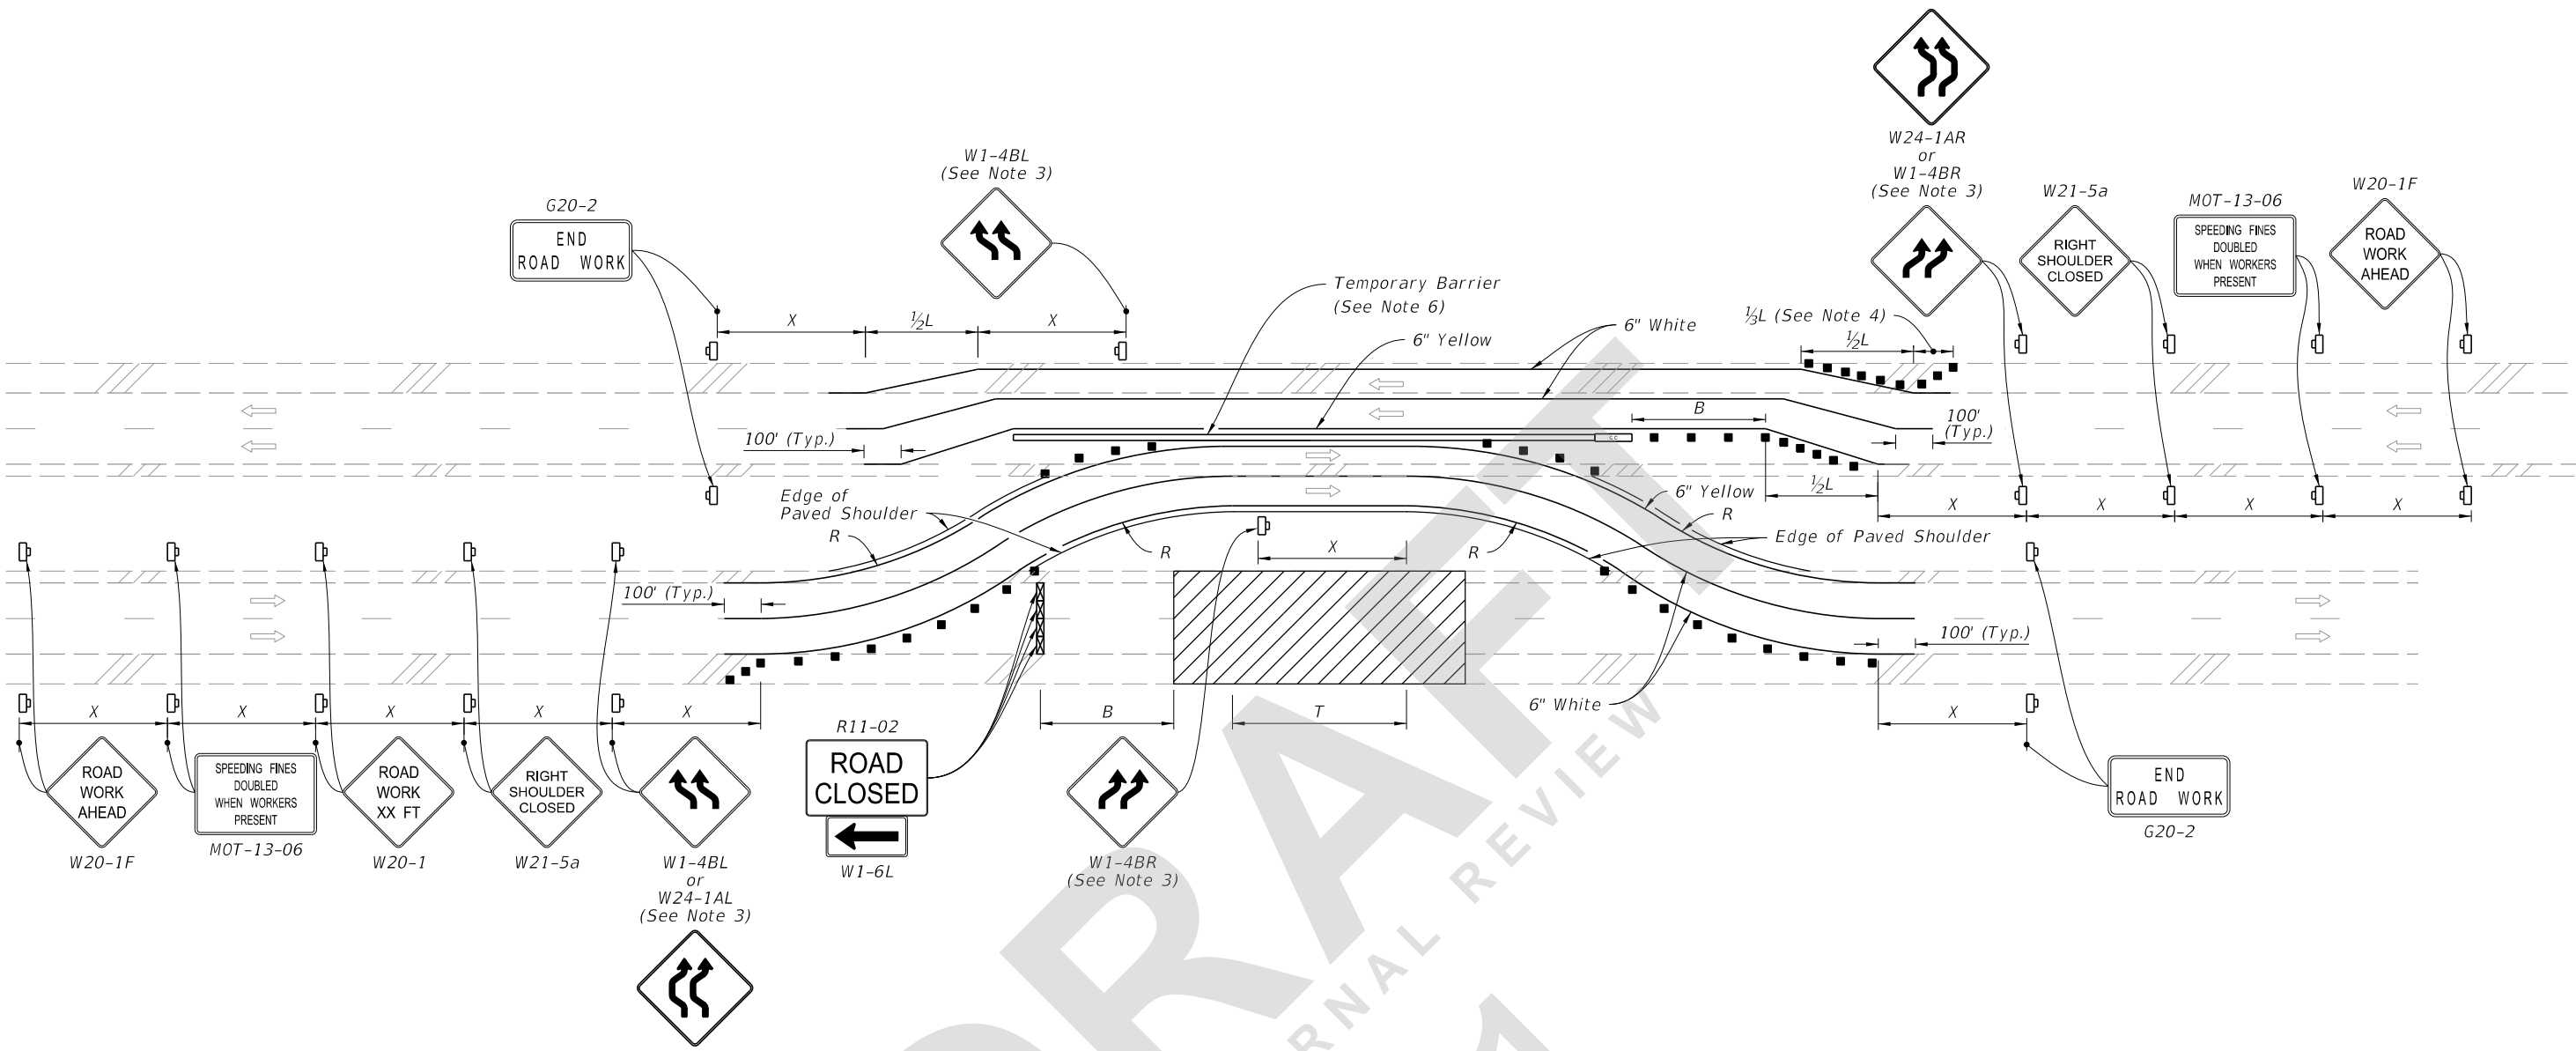 W24-1AR
or
W1-4BR
(See Note 3)
W1-4BL
(See Note 3)
W21-5a
MOT-13-06
W20-1F
G20-2
END
ROAD WORK
RIGHT
SHOULDER
CLOSED
SPEEDING FINES
DOUBLED
WHEN WORKERS
PRESENT
ROAD
WORK
AHEAD
Temporary Barrier
(See Note 6)
6" White
6" Yellow
⅓L (See Note 4)
X
½L
X
½L
B
100'
(Typ.)
100' (Typ.)
½L
X
X
X
X
Edge of
Paved Shoulder
R
R
X
R
6" Yellow
R
Edge of Paved Shoulder
100' (Typ.)
100' (Typ.)
6" White
X
X
X
X
X
B
T
X
R11-02
ROAD
CLOSED
W1-6L
ROAD
WORK
AHEAD
W20-1F
SPEEDING FINES
DOUBLED
WHEN WORKERS
PRESENT
MOT-13-06
ROAD
WORK
XX FT
W20-1
RIGHT
SHOULDER
CLOSED
W21-5a
W1-4BL
or
W24-1AL
(See Note 3)
W1-4BR
(See Note 3)
END
ROAD WORK
G20-2
DRAFT
RNAL REVIEW